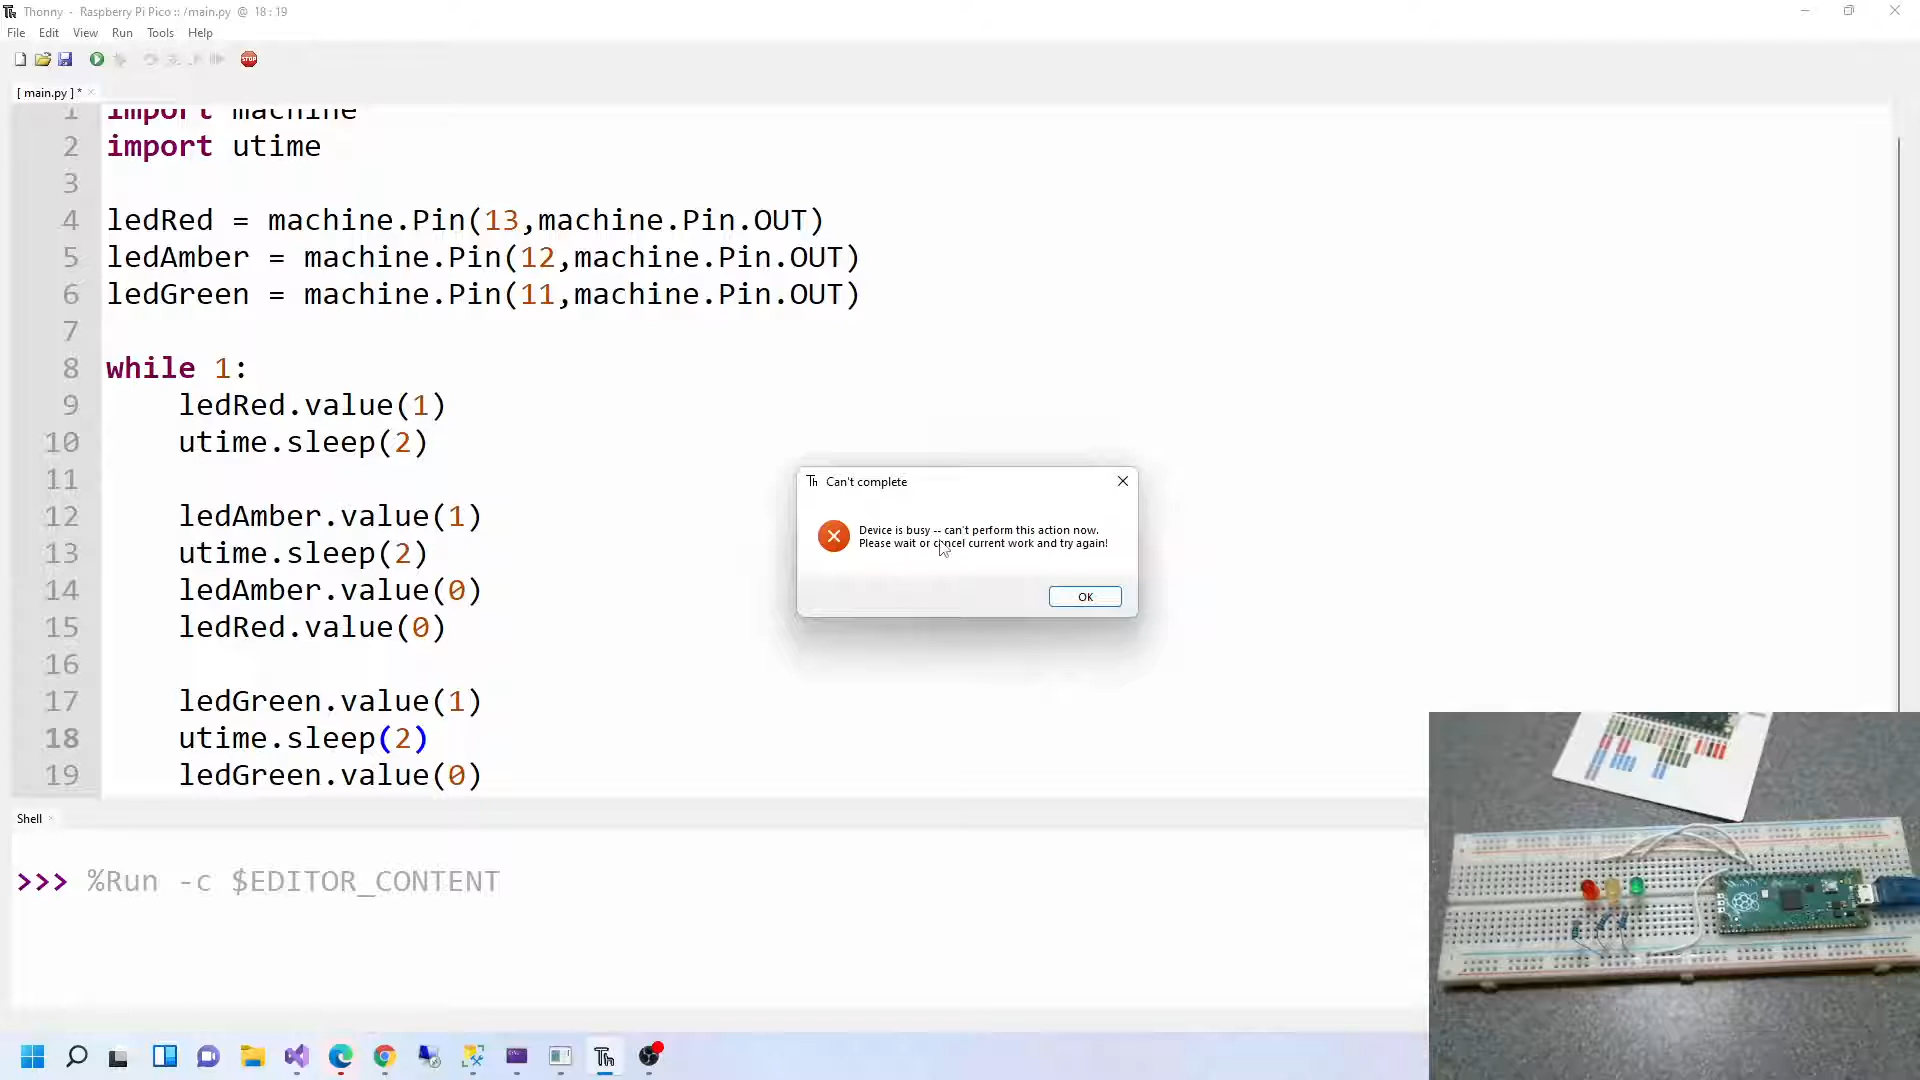 Thonny - Raspberry Pi Pico :: /main.py @ 18 : 19
File Edit View Run Tools Help
STOP
[ main.py ] * ×
1 import machine
2 import utime
3
4 ledRed = machine.Pin(13,machine.Pin.OUT)
5 ledAmber = machine.Pin(12,machine.Pin.OUT)
6 ledGreen = machine.Pin(11,machine.Pin.OUT)
7
8 while 1:
9 ledRed.value(1)
10 utime.sleep(2)
11
12 ledAmber.value(1)
13 utime.sleep(2)
14 ledAmber.value(0)
15 ledRed.value(0)
16
17 ledGreen.value(1)
18 utime.sleep(2)
19 ledGreen.value(0)
Th Can't complete
Device is busy -- can't perform this action now.
Please wait or cancel current work and try again!
OK
Shell ×
>>> %Run -c $EDITOR_CONTENT